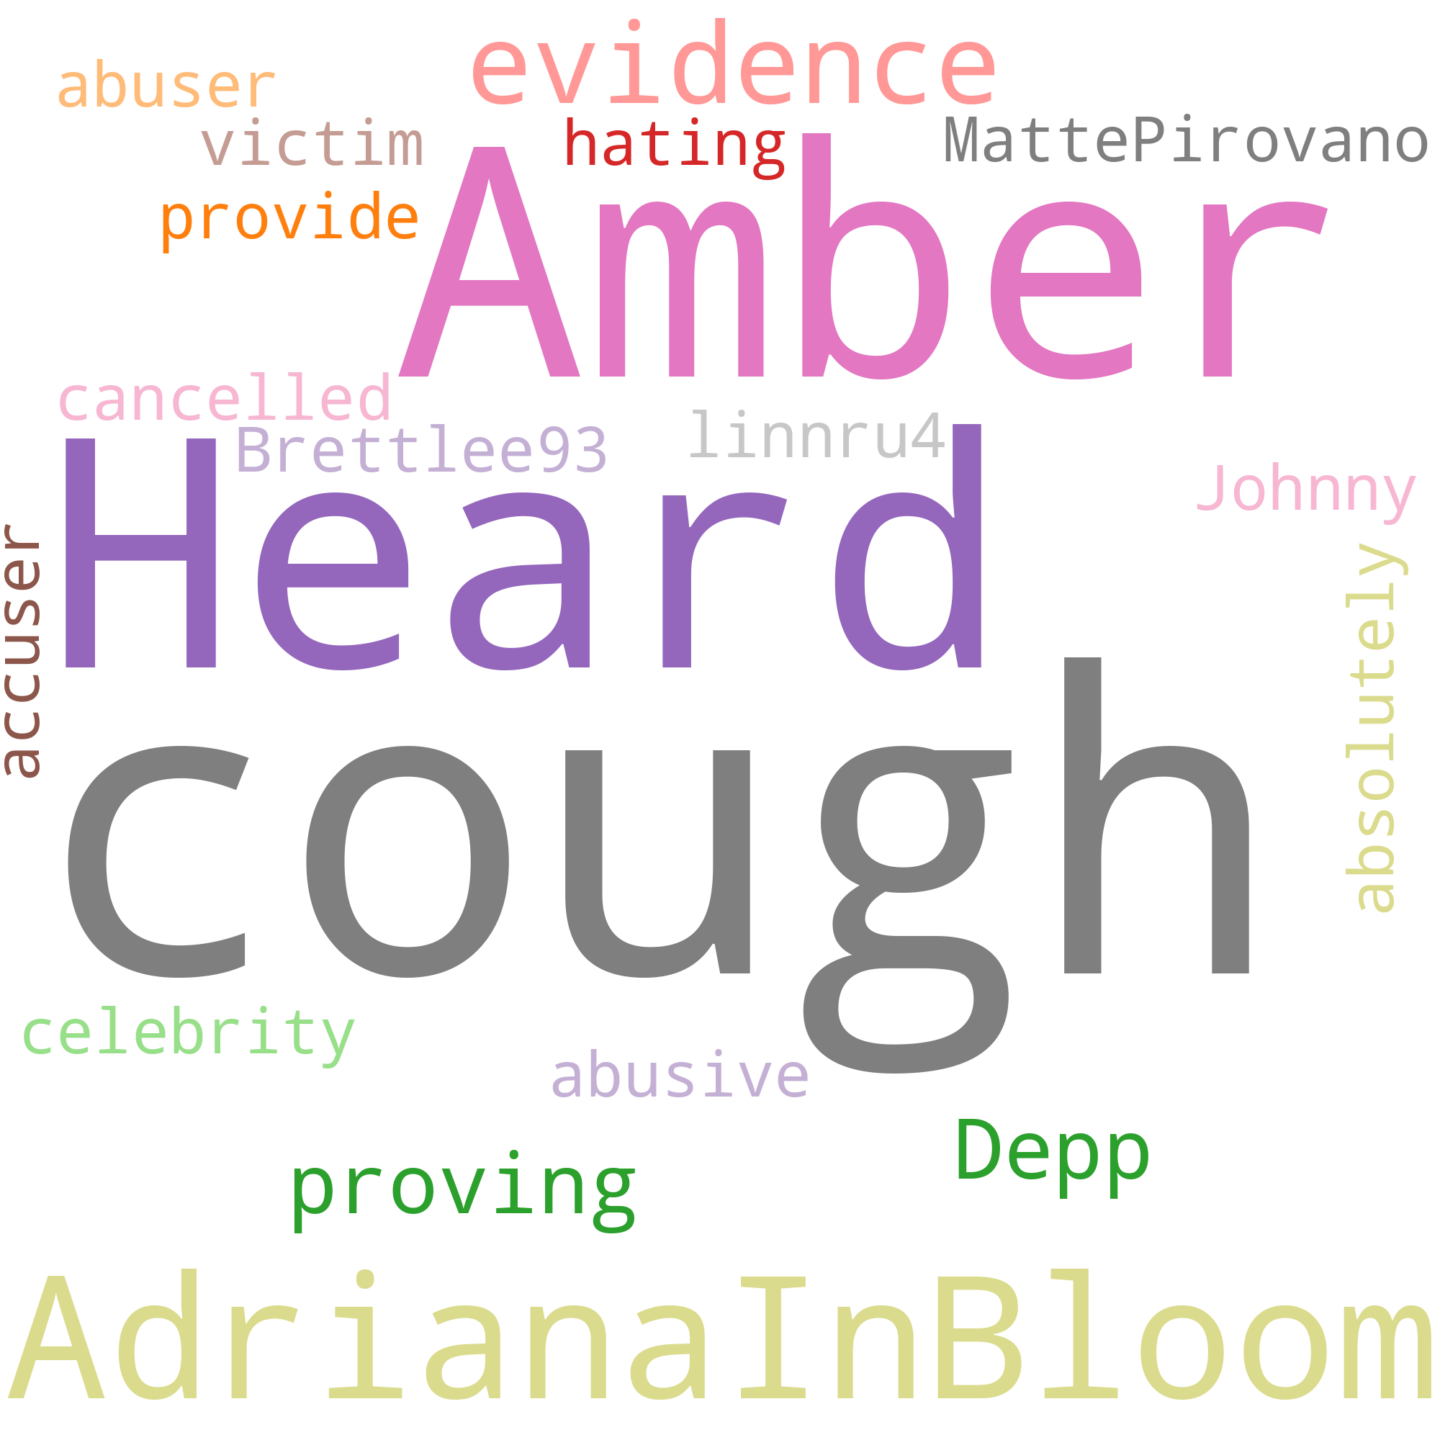 evidence
abuser
victim
hating
MattePirovano
provide
Amber
cancelled
Brettlee93
linnru4
Johnny
Heard
accuser
absolutely
cough
celebrity
abusive
Depp
proving
AdrianaInBloom